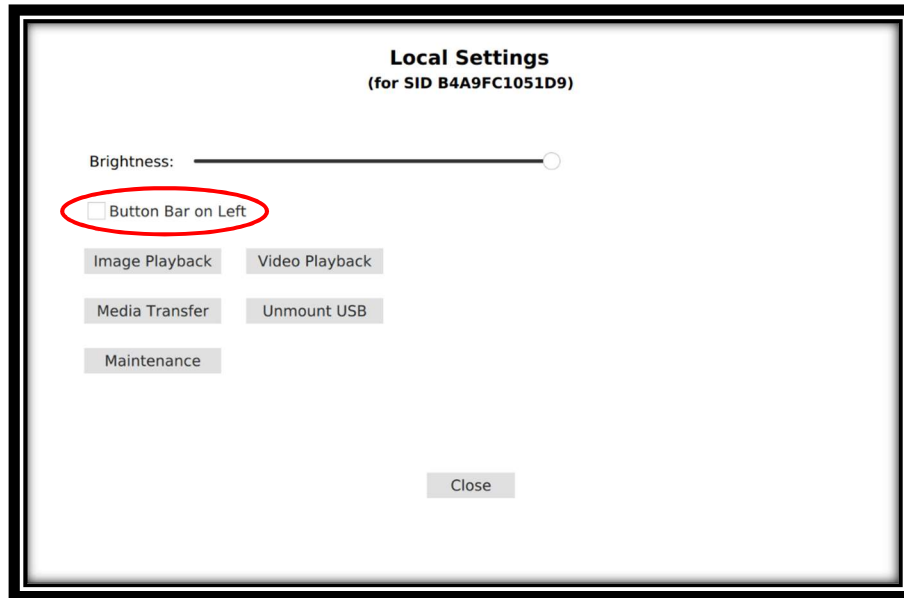 Local Settings
(for SID B4A9FC1051D9)
Brightness:
Button Bar on Left
Image Playback Video Playback
Media Transfer Unmount USB
Maintenance
Close